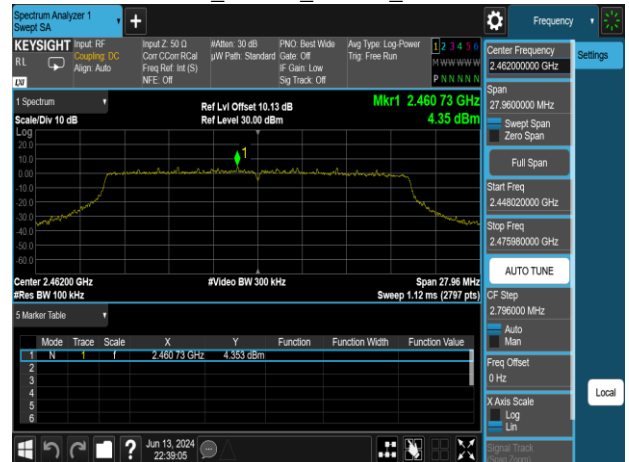 Spectrum Analyzer 1
Swept SA
+
Frequency
KEYSIGHT Input: RF Input Z: 50 Ω #Atten: 30 dB PNO: Best Wide Avg Type: Log-Power 1 2 3 4 5 6
RL Coupling: DC Corr CCorr RCal µW Path: Standard Gate: Off Trig: Free Run M W W W W W
Align: Auto Freq Ref: Int (S) IF Gain: Low P N N N N N
NFE: Off Sig Track: Off
LXI
1 Spectrum
Scale/Div 10 dB
Ref Lvl Offset 10.13 dB
Ref Level 30.00 dBm
Mkr1 2.460 73 GHz
4.35 dBm
Log
20.0
10.0
0.00
-10.0
-20.0
-30.0
-40.0
-50.0
-60.0
1
Center 2.46200 GHz #Video BW 300 kHz Span 27.96 MHz
#Res BW 100 kHz Sweep 1.12 ms (2797 pts)
5 Marker Table
Mode Trace Scale X Y Function Function Width Function Value
1 N 1 f 2.460 73 GHz 4.353 dBm
2
3
4
5
6
Jun 13, 2024
22:39:05
?
Center Frequency
2.462000000 GHz
Settings
Span
27.9600000 MHz
Swept Span
Zero Span
Full Span
Start Freq
2.448020000 GHz
Stop Freq
2.475980000 GHz
AUTO TUNE
CF Step
2.796000 MHz
Auto
Man
Freq Offset
0 Hz
X Axis Scale
Log
Lin
Local
Signal Track
(Span Zoom)